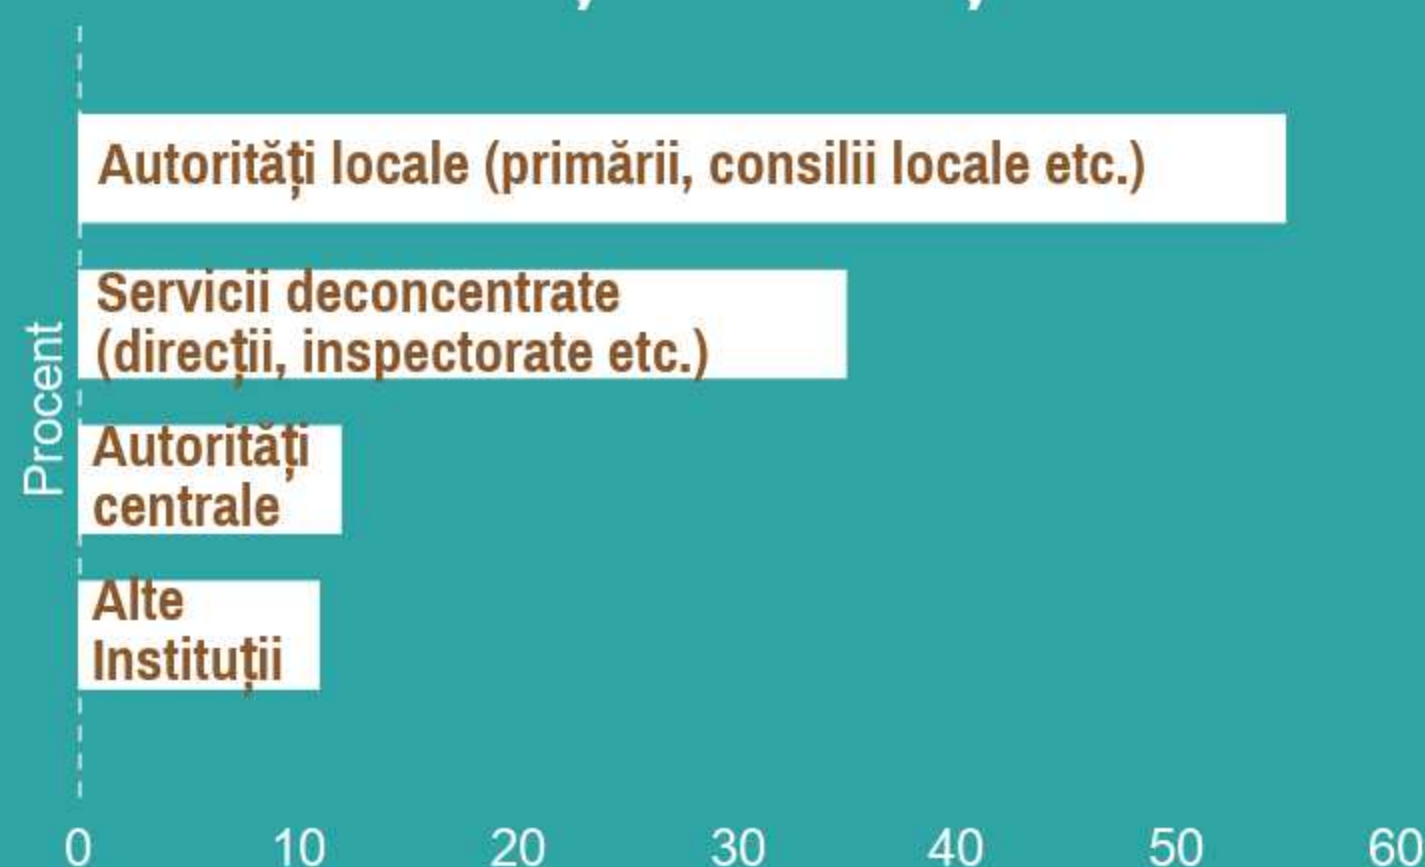 Autorități locale (primării, consilii locale etc.)
Servicii deconcentrate
(direcții, inspectorate etc.)
Autorități
centrale
Alte
Instituții
Procent
0 10 20 30 40 50 60